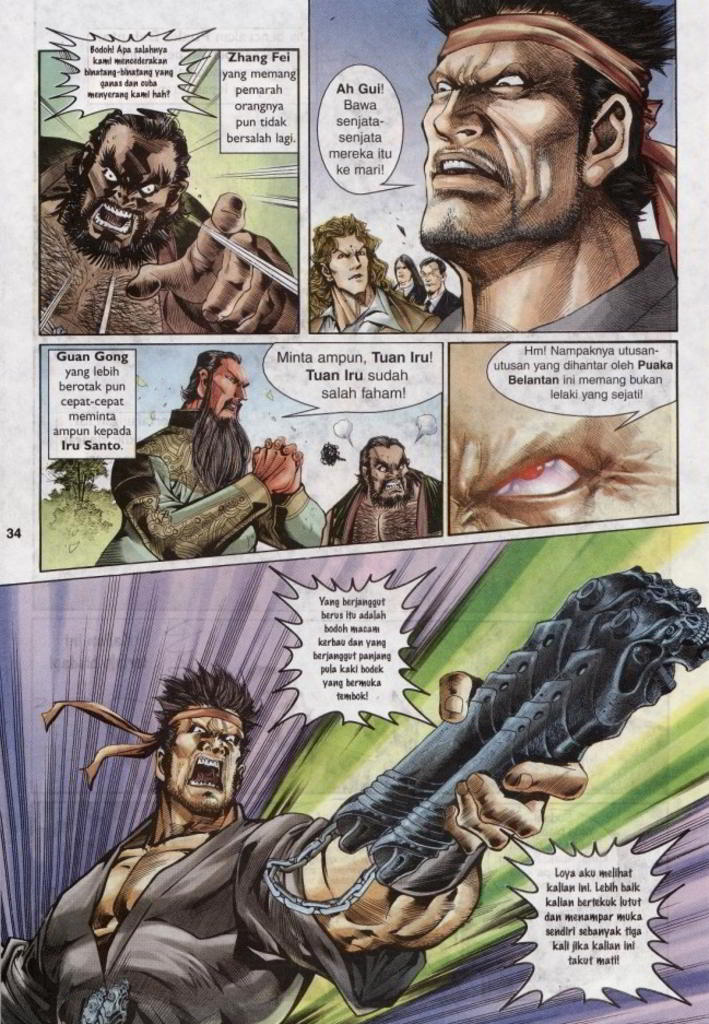 Bodoh! Apa salahnya
kami mencederakan
binatang-binatang yang
ganas dan cuba
menyerang kami hah?
Zhang Fei
yang memang
pemarah
orangnya
pun tidak
bersalah lagi.
Ah Gui!
Bawa
senjata-
senjata
mereka itu
ke mari!
Guan Gong
yang lebih
berotak pun
cepat-cepat
meminta
ampun kepada
Iru Santo.
Minta ampun, Tuan Iru!
Tuan Iru sudah
salah faham!
Hm! Nampaknya utusan-
utusan yang dihantar oleh Puaka
Belantan ini memang bukan
lelaki yang sejati!
34
Yang berjanggut
berus itu adalah
bodoh macam
kerbau dan yang
berjanggut panjang
pula kaki bodek
yang bermuka
tembok!
Loya aku melihat
kalian ini. Lebih baik
kalian bertekuk lutut
dan menampar muka
sendiri sebanyak tiga
kali jika kalian ini
takut mati!